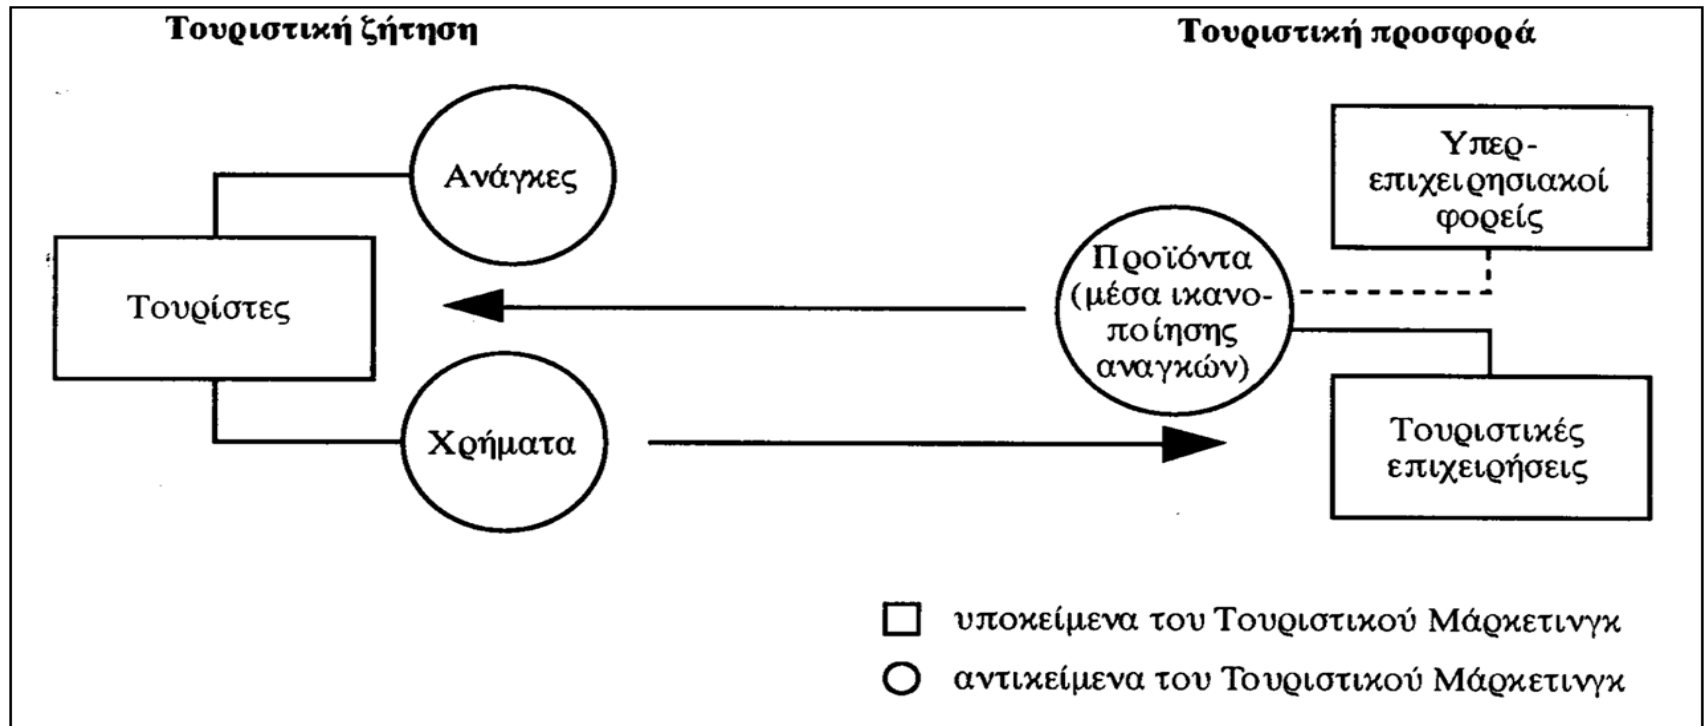 Τουριστική ζήτηση
Τουριστική προσφορά
Ανάγκες
Τουρίστες
Χρήματα
Υπερ-
επιχειρησιακοί
φορείς
Προϊόντα
(μέσα ικανο-
ποίησης
αναγκών)
Τουριστικές
επιχειρήσεις
υποκείμενα του Τουριστικού Μάρκετινγκ
αντικείμενα του Τουριστικού Μάρκετινγκ